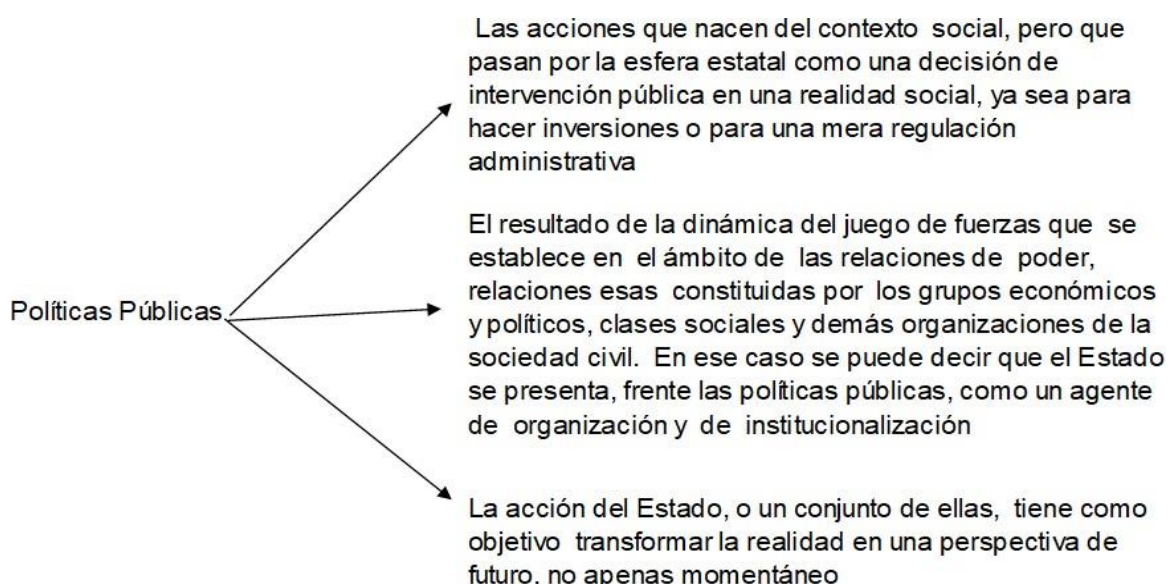 Las acciones que nacen del contexto social, pero que
pasan por la esfera estatal como una decisión de
intervención pública en una realidad social, ya sea para
hacer inversiones o para una mera regulación
administrativa
El resultado de la dinámica del juego de fuerzas que se
establece en el ámbito de las relaciones de poder,
relaciones esas constituidas por los grupos económicos
y políticos, clases sociales y demás organizaciones de la
sociedad civil. En ese caso se puede decir que el Estado
se presenta, frente las políticas públicas, como un agente
de organización y de institucionalización
Políticas Públicas
La acción del Estado, o un conjunto de ellas, tiene como
objetivo transformar la realidad en una perspectiva de
futuro, no apenas momentáneo